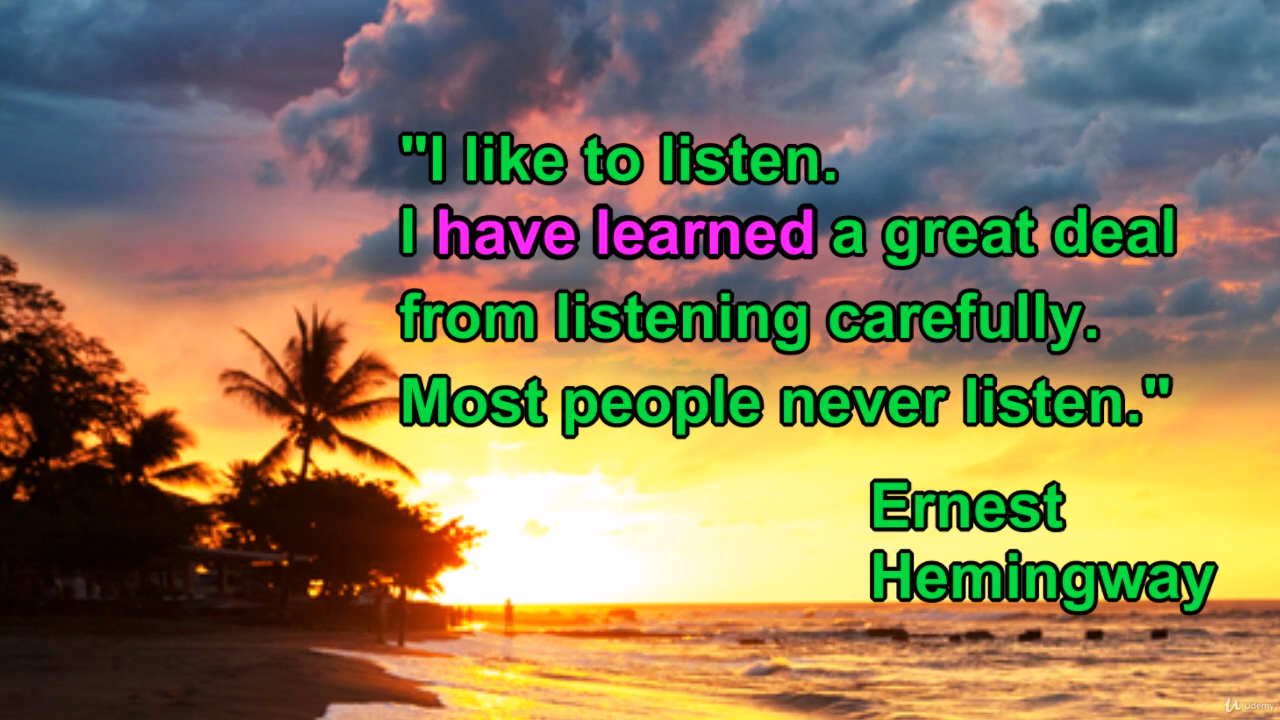 "I like to listen.
I have learned a great deal
from listening carefully.
Most people never listen."
Ernest
Hemingway
Udemy